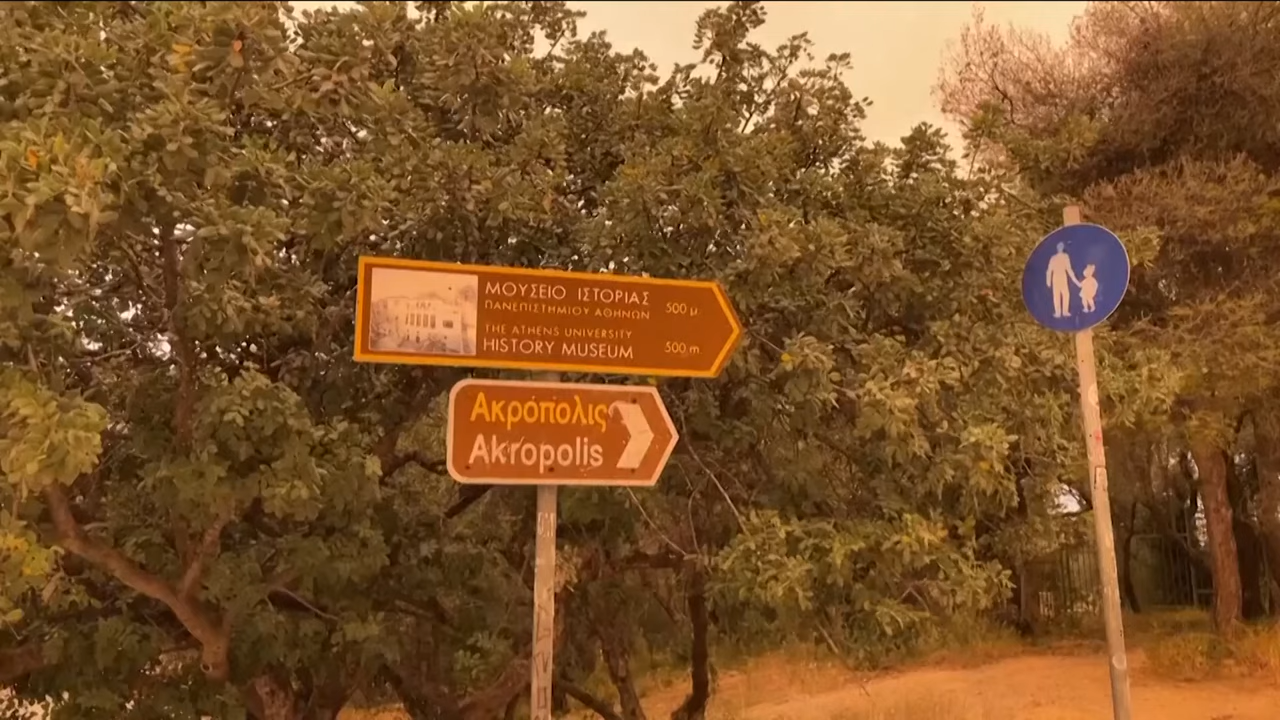 ΜΟΥΣΕΙΟ ΙΣΤΟΡΙΑΣ
ΠΑΝΕΠΙΣΤΗΜΙΟΥ ΑΘΗΝΩΝ
500 μ
THE ATHENS UNIVERSITY
HISTORY MUSEUM
500 m
Ακρόπολις
Akropolis